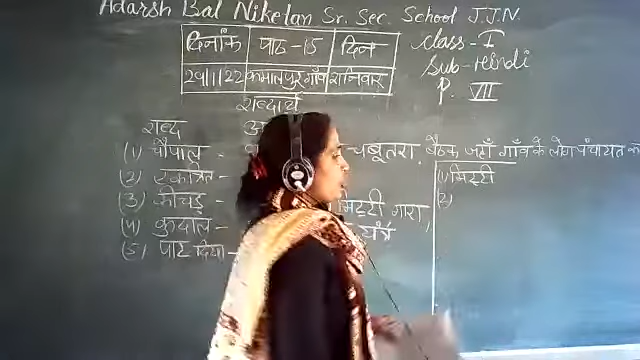 Adarsh Bal Niketan Sr. Sec. School J.J.N.
दिनांक पाठ-15 दिन
29/1/22 कमालपुर गाँव शनिवार
class-I
Sub-Hindi
P. VII
शब्दार्थ
शब्द
(1) चौपाल - चबूतरा, बैठक जहाँ गाँव के लोग पंचायत
(2) एकत्रित -
(3) कीचड़ - मिट्टी गारा,
(4) कुदाल - यंत्र
(5) पाट दिया -
(1) मिट्टी
(2)